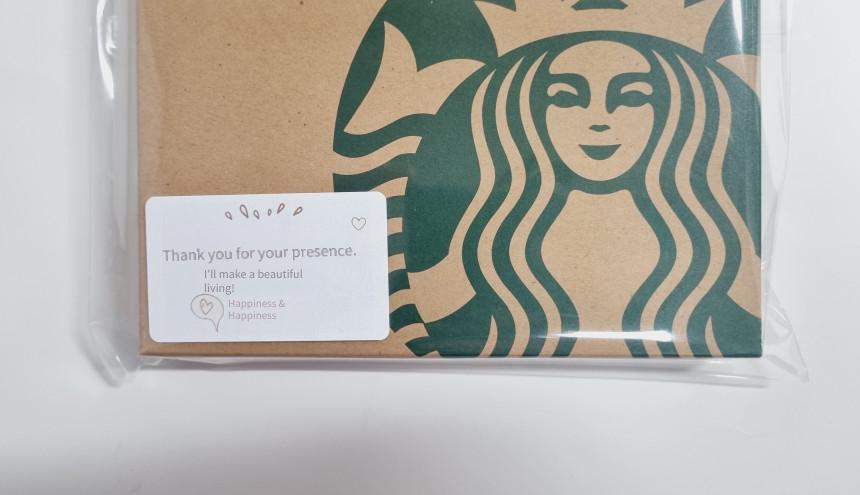 Thank you for your presence.
I'll make a beautiful
living!
Happiness &
Happiness